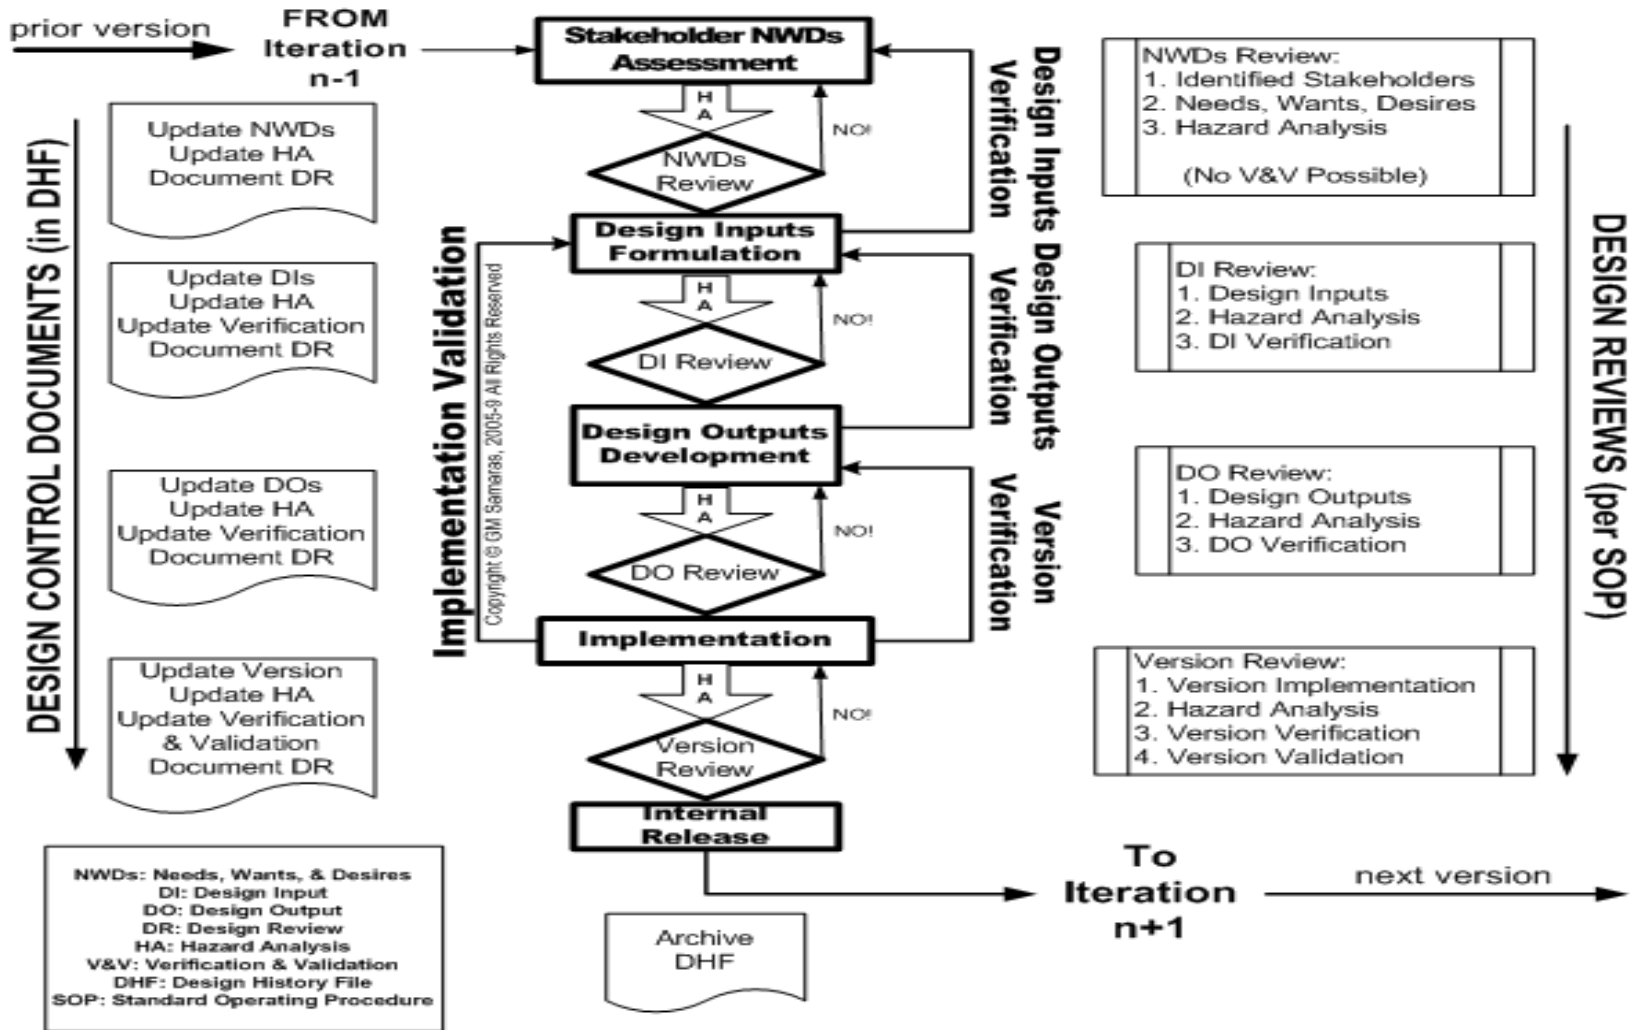 prior version
FROM
Iteration
n-1
Stakeholder NWDs
Assessment
H
A
NO!
NWDs
Review
Design Inputs
Formulation
H
A
NO!
DI Review
Design Outputs
Development
H
A
NO!
DO Review
Implementation
H
A
NO!
Version
Review
Internal
Release
To
Iteration
n+1
next version
Archive
DHF
DESIGN CONTROL DOCUMENTS (in DHF)
Update NWDs
Update HA
Document DR
Update DIs
Update HA
Update Verification
Document DR
Update DOs
Update HA
Update Verification
Document DR
Update Version
Update HA
Update Verification
& Validation
Document DR
Implementation Validation
Copyright © GM Samaras, 2005-9 All Rights Reserved
Design Inputs
Verification
Design Outputs
Verification
Version
Verification
NWDs Review:
1. Identified Stakeholders
2. Needs, Wants, Desires
3. Hazard Analysis
(No V&V Possible)
DI Review:
1. Design Inputs
2. Hazard Analysis
3. DI Verification
DO Review:
1. Design Outputs
2. Hazard Analysis
3. DO Verification
Version Review:
1. Version Implementation
2. Hazard Analysis
3. Version Verification
4. Version Validation
DESIGN REVIEWS (per SOP)
NWDs: Needs, Wants, & Desires
DI: Design Input
DO: Design Output
DR: Design Review
HA: Hazard Analysis
V&V: Verification & Validation
DHF: Design History File
SOP: Standard Operating Procedure